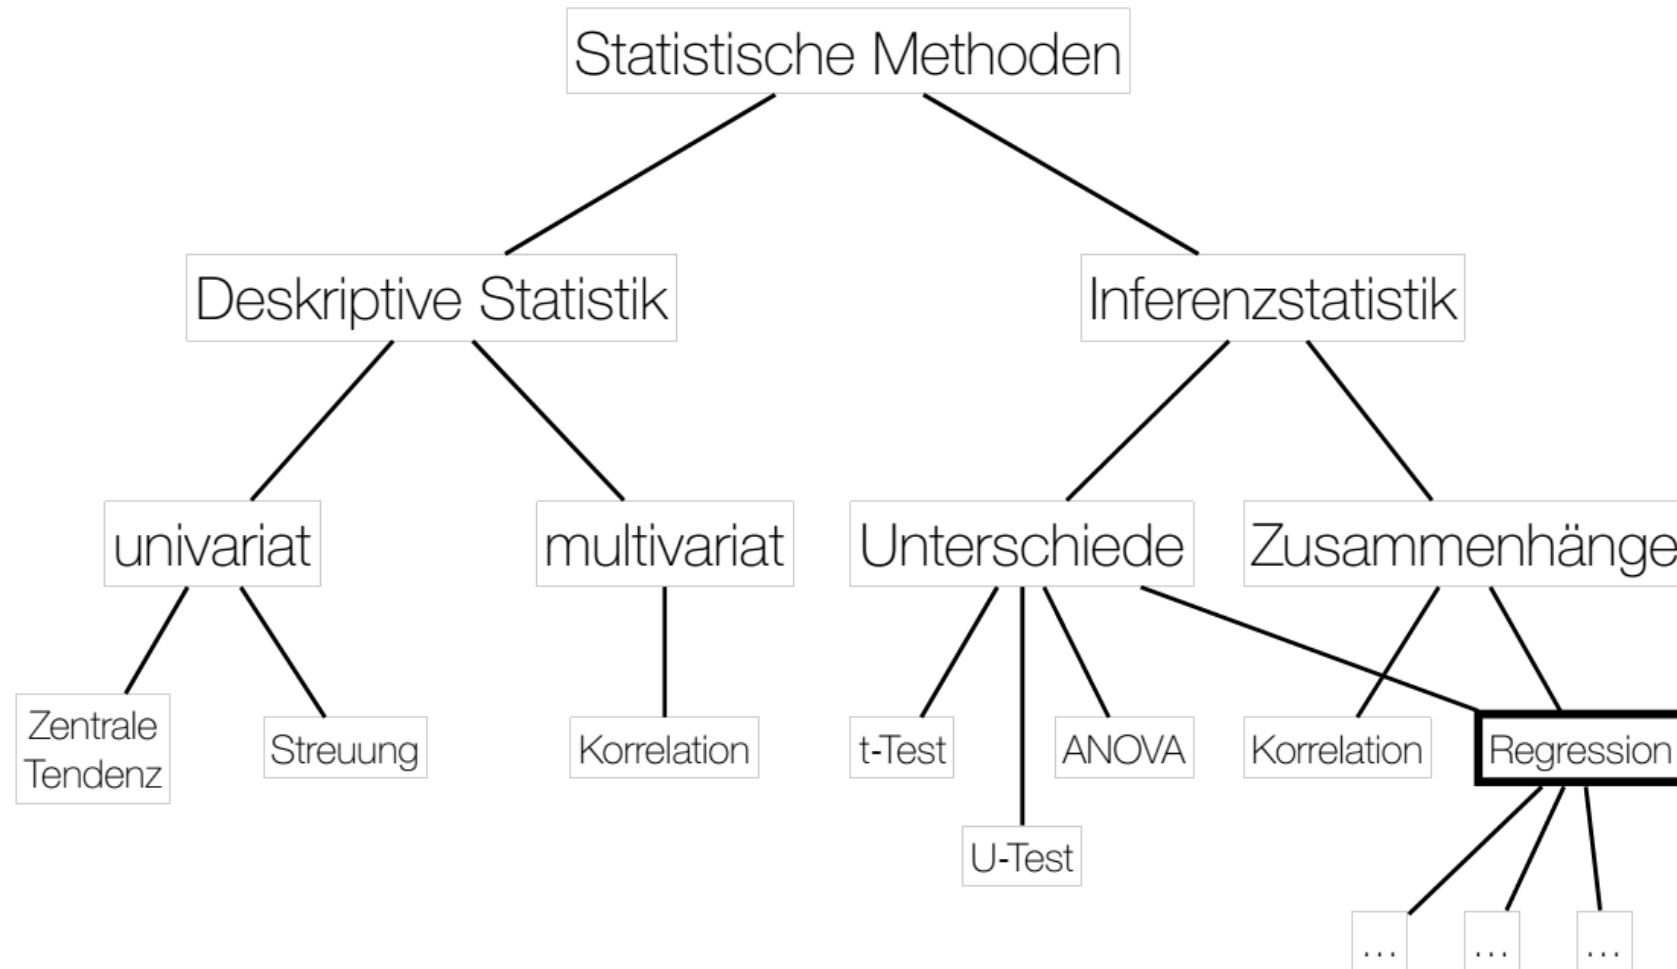 Statistische Methoden
Deskriptive Statistik
Inferenzstatistik
univariat
multivariat
Unterschiede
Zusammenhänge
Zentrale
Tendenz
Streuung
Korrelation
t-Test
ANOVA
Korrelation
Regression
U-Test
...
...
...